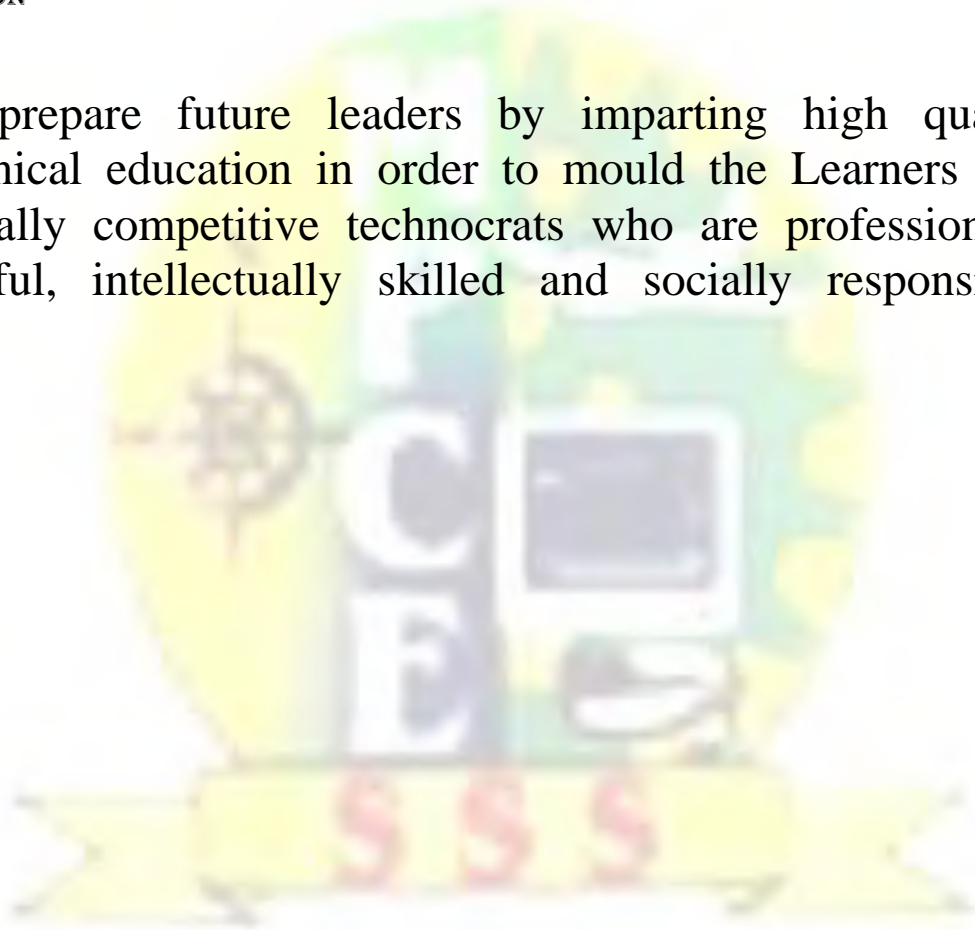 prepare future leaders by imparting high qua
nical education in order to mould the Learners
ally competitive technocrats who are profession
ful, intellectually skilled and socially respons
C
E
S S S